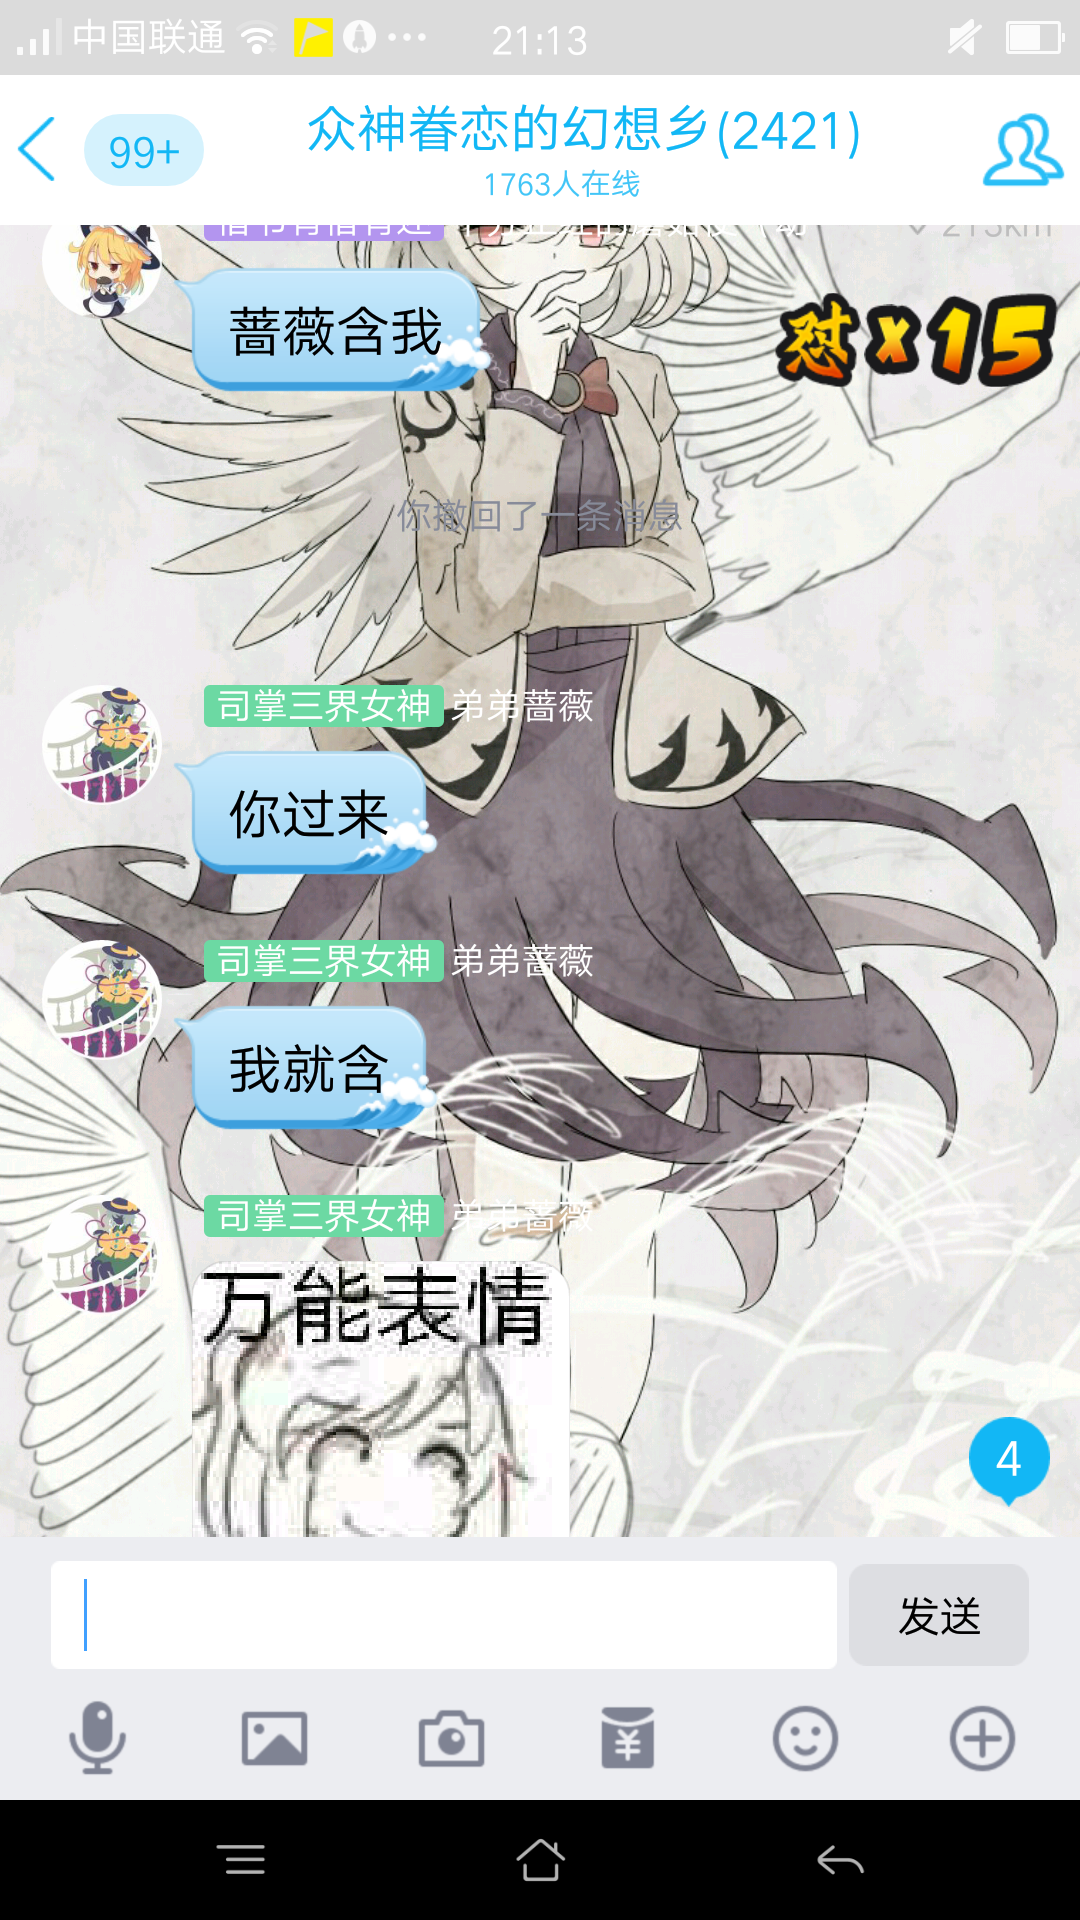 中国联通
21:13
99+
众神眷恋的幻想乡(2421)
1763人在线
213km
蔷薇含我
怼x15
你撤回了一条消息
司掌三界女神 弟弟蔷薇
你过来
司掌三界女神 弟弟蔷薇
我就含
司掌三界女神 弟弟蔷薇
万能表情
4
发送